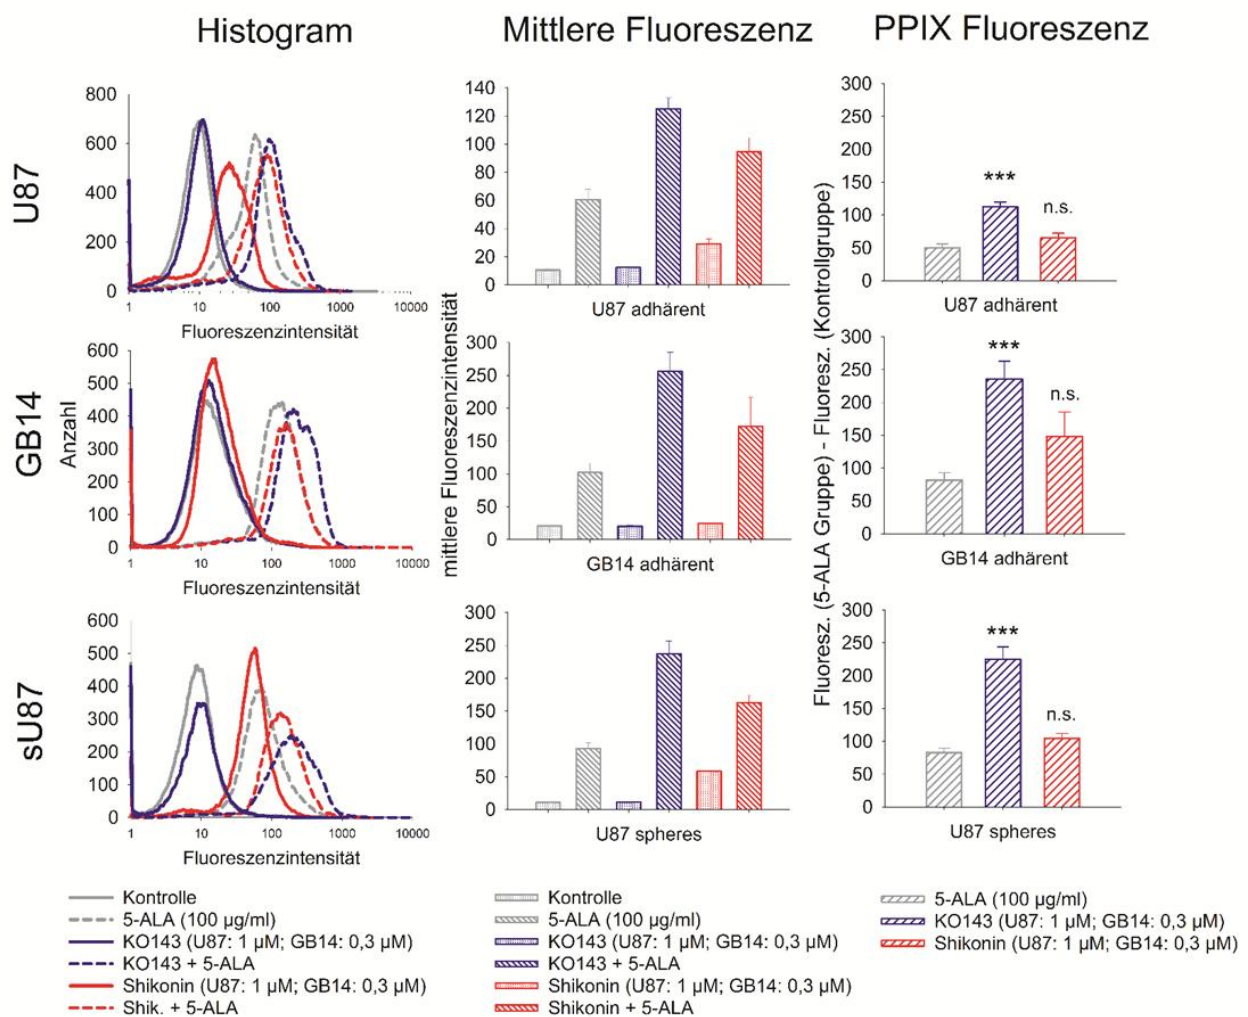 Histogram
Mittlere Fluoreszenz
PPIX Fluoreszenz
U87
800
600
400
200
0
1
10
100
1000
10000
Fluoreszenzintensität
140
120
100
80
60
40
20
0
U87 adhärent
300
250
200
150
100
50
0
***
n.s.
U87 adhärent
GB14
Anzahl
600
500
400
300
200
100
0
1
10
100
1000
10000
Fluoreszenzintensität
mittlere Fluoreszenzintensität
300
250
200
150
100
50
0
GB14 adhärent
Fluoresz. (5-ALA Gruppe) - Fluoresz. (Kontrollgruppe)
300
250
200
150
100
50
0
***
n.s.
GB14 adhärent
sU87
600
500
400
300
200
100
0
1
10
100
1000
10000
Fluoreszenzintensität
300
250
200
150
100
50
0
U87 spheres
300
250
200
150
100
50
0
***
n.s.
U87 spheres
Kontrolle
5-ALA (100 µg/ml)
KO143 (U87: 1 µM; GB14: 0,3 µM)
KO143 + 5-ALA
Shikonin (U87: 1 µM; GB14: 0,3 µM)
Shik. + 5-ALA
Kontrolle
5-ALA (100 µg/ml)
KO143 (U87: 1 µM; GB14: 0,3 µM)
KO143 + 5-ALA
Shikonin (U87: 1 µM; GB14: 0,3 µM)
Shikonin + 5-ALA
5-ALA (100 µg/ml)
KO143 (U87: 1 µM; GB14: 0,3 µM)
Shikonin (U87: 1 µM; GB14: 0,3 µM)